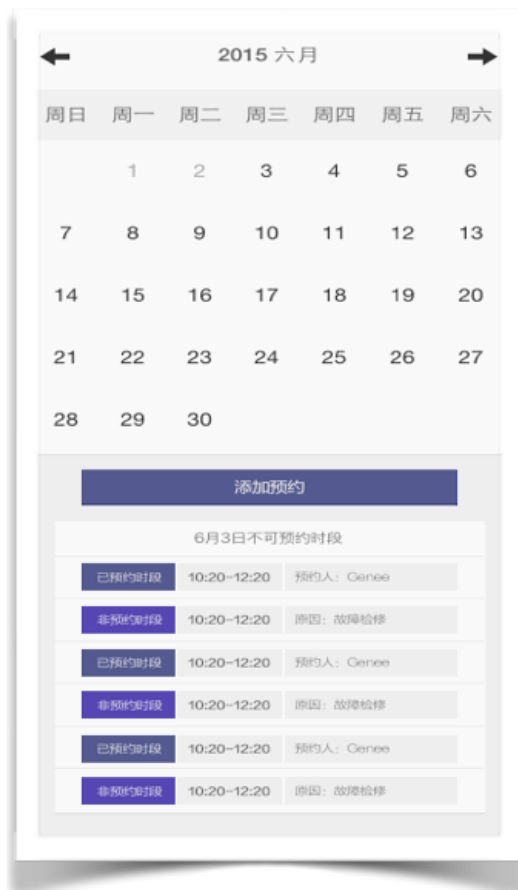 2015 六月
周日 周一 周二 周三 周四 周五 周六
1 2 3 4 5 6
7 8 9 10 11 12 13
14 15 16 17 18 19 20
21 22 23 24 25 26 27
28 29 30
添加预约
6月3日不可预约时段
已预约时段 10:20-12:20 预约人：Genee
非预约时段 10:20-12:20 原因：故障检修
已预约时段 10:20-12:20 预约人：Genee
非预约时段 10:20-12:20 原因：故障检修
已预约时段 10:20-12:20 预约人：Genee
非预约时段 10:20-12:20 原因：故障检修